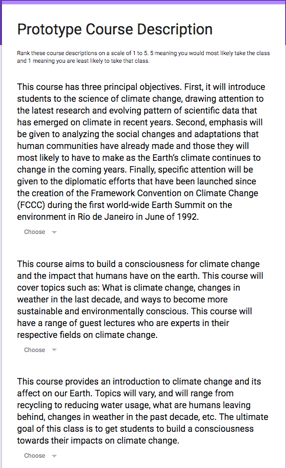 Prototype Course Description
Rank these course descriptions on a scale of 1 to 5. 5 meaning you would most likely take the class
and 1 meaning you are least likely to take that class.
This course has three principal objectives. First, it will introduce
students to the science of climate change, drawing attention to
the latest research and evolving pattern of scientific data that
has emerged on climate in recent years. Second, emphasis will
be given to analyzing the social changes and adaptations that
human communities have already made and those they will
most likely to have to make as the Earth's climate continues to
change in the coming years. Finally, specific attention will be
given to the diplomatic efforts that have been launched since
the creation of the Framework Convention on Climate Change
(FCCC) during the first world-wide Earth Summit on the
environment in Rio de Janeiro in June of 1992.
Choose
This course aims to build a consciousness for climate change
and the impact that humans have on the earth. This course will
cover topics such as: What is climate change, changes in
weather in the last decade, and ways to become more
sustainable and environmentally conscious. This course will
have a range of guest lectures who are experts in their
respective fields on climate change.
Choose
This course provides an introduction to climate change and its
affect on our Earth. Topics will vary, and will range from
recycling to reducing water usage, what are humans leaving
behind, changes in weather in the past decade, etc. The ultimate
goal of this class is to get students to build a consciousness
towards their impacts on climate change.
Choose